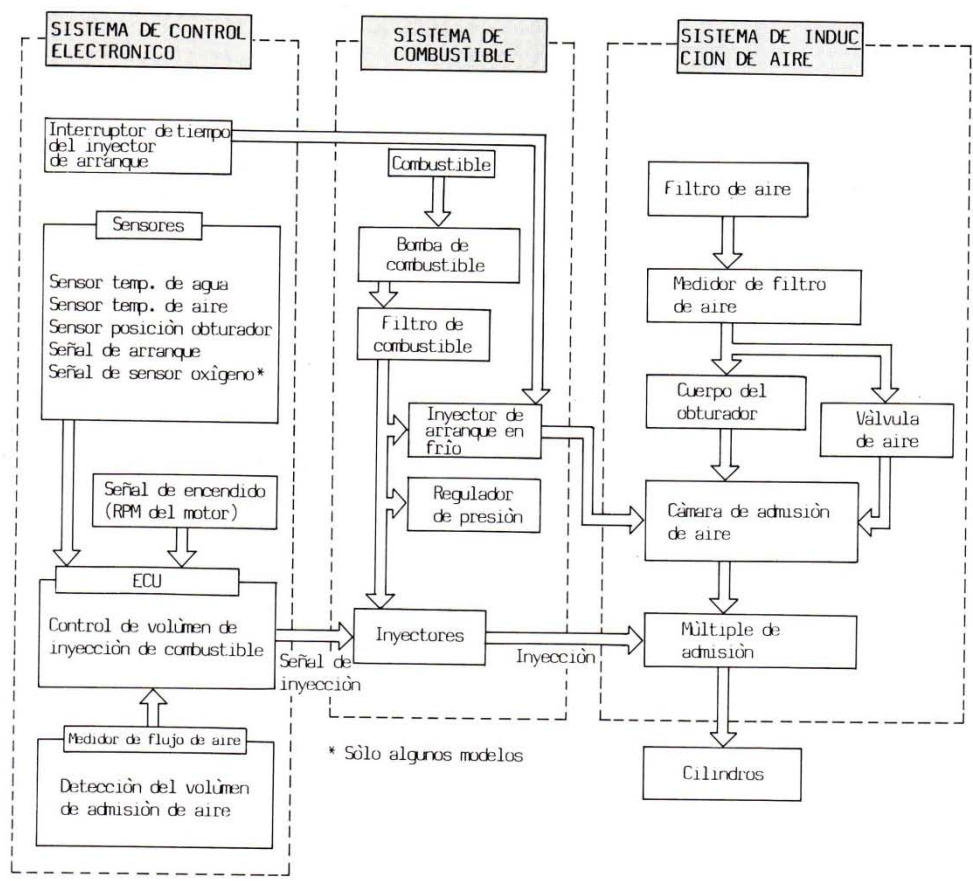 SISTEMA DE CONTROL
ELECTRONICO
Interruptor de tiempo
del inyector
de arranque
Sensores
Sensor temp. de agua
Sensor temp. de aire
Sensor posiciòn obturador
Señal de arranque
Señal de sensor oxîgeno*
Señal de encendido
(RPM del motor)
ECU
Control de volùmen de
inyecciòn de combustible
Medidor de flujo de aire
Detecciòn del volùmen
de admisiòn de aire
Señal de
inyecciòn
SISTEMA DE
COMBUSTIBLE
Combustible
Bomba de
combustible
Filtro de
combustible
Inyector de
arranque en
frìo
Regulador
de presiòn
Inyectores
Inyecciòn
* Sòlo algunos modelos
SISTEMA DE INDUC
CION DE AIRE
Filtro de aire
Medidor de filtro
de aire
Cuerpo del
obturador
Vàlvula
de aire
Càmara de admisiòn
de aire
Mùltiple de
admisiòn
Cilindros